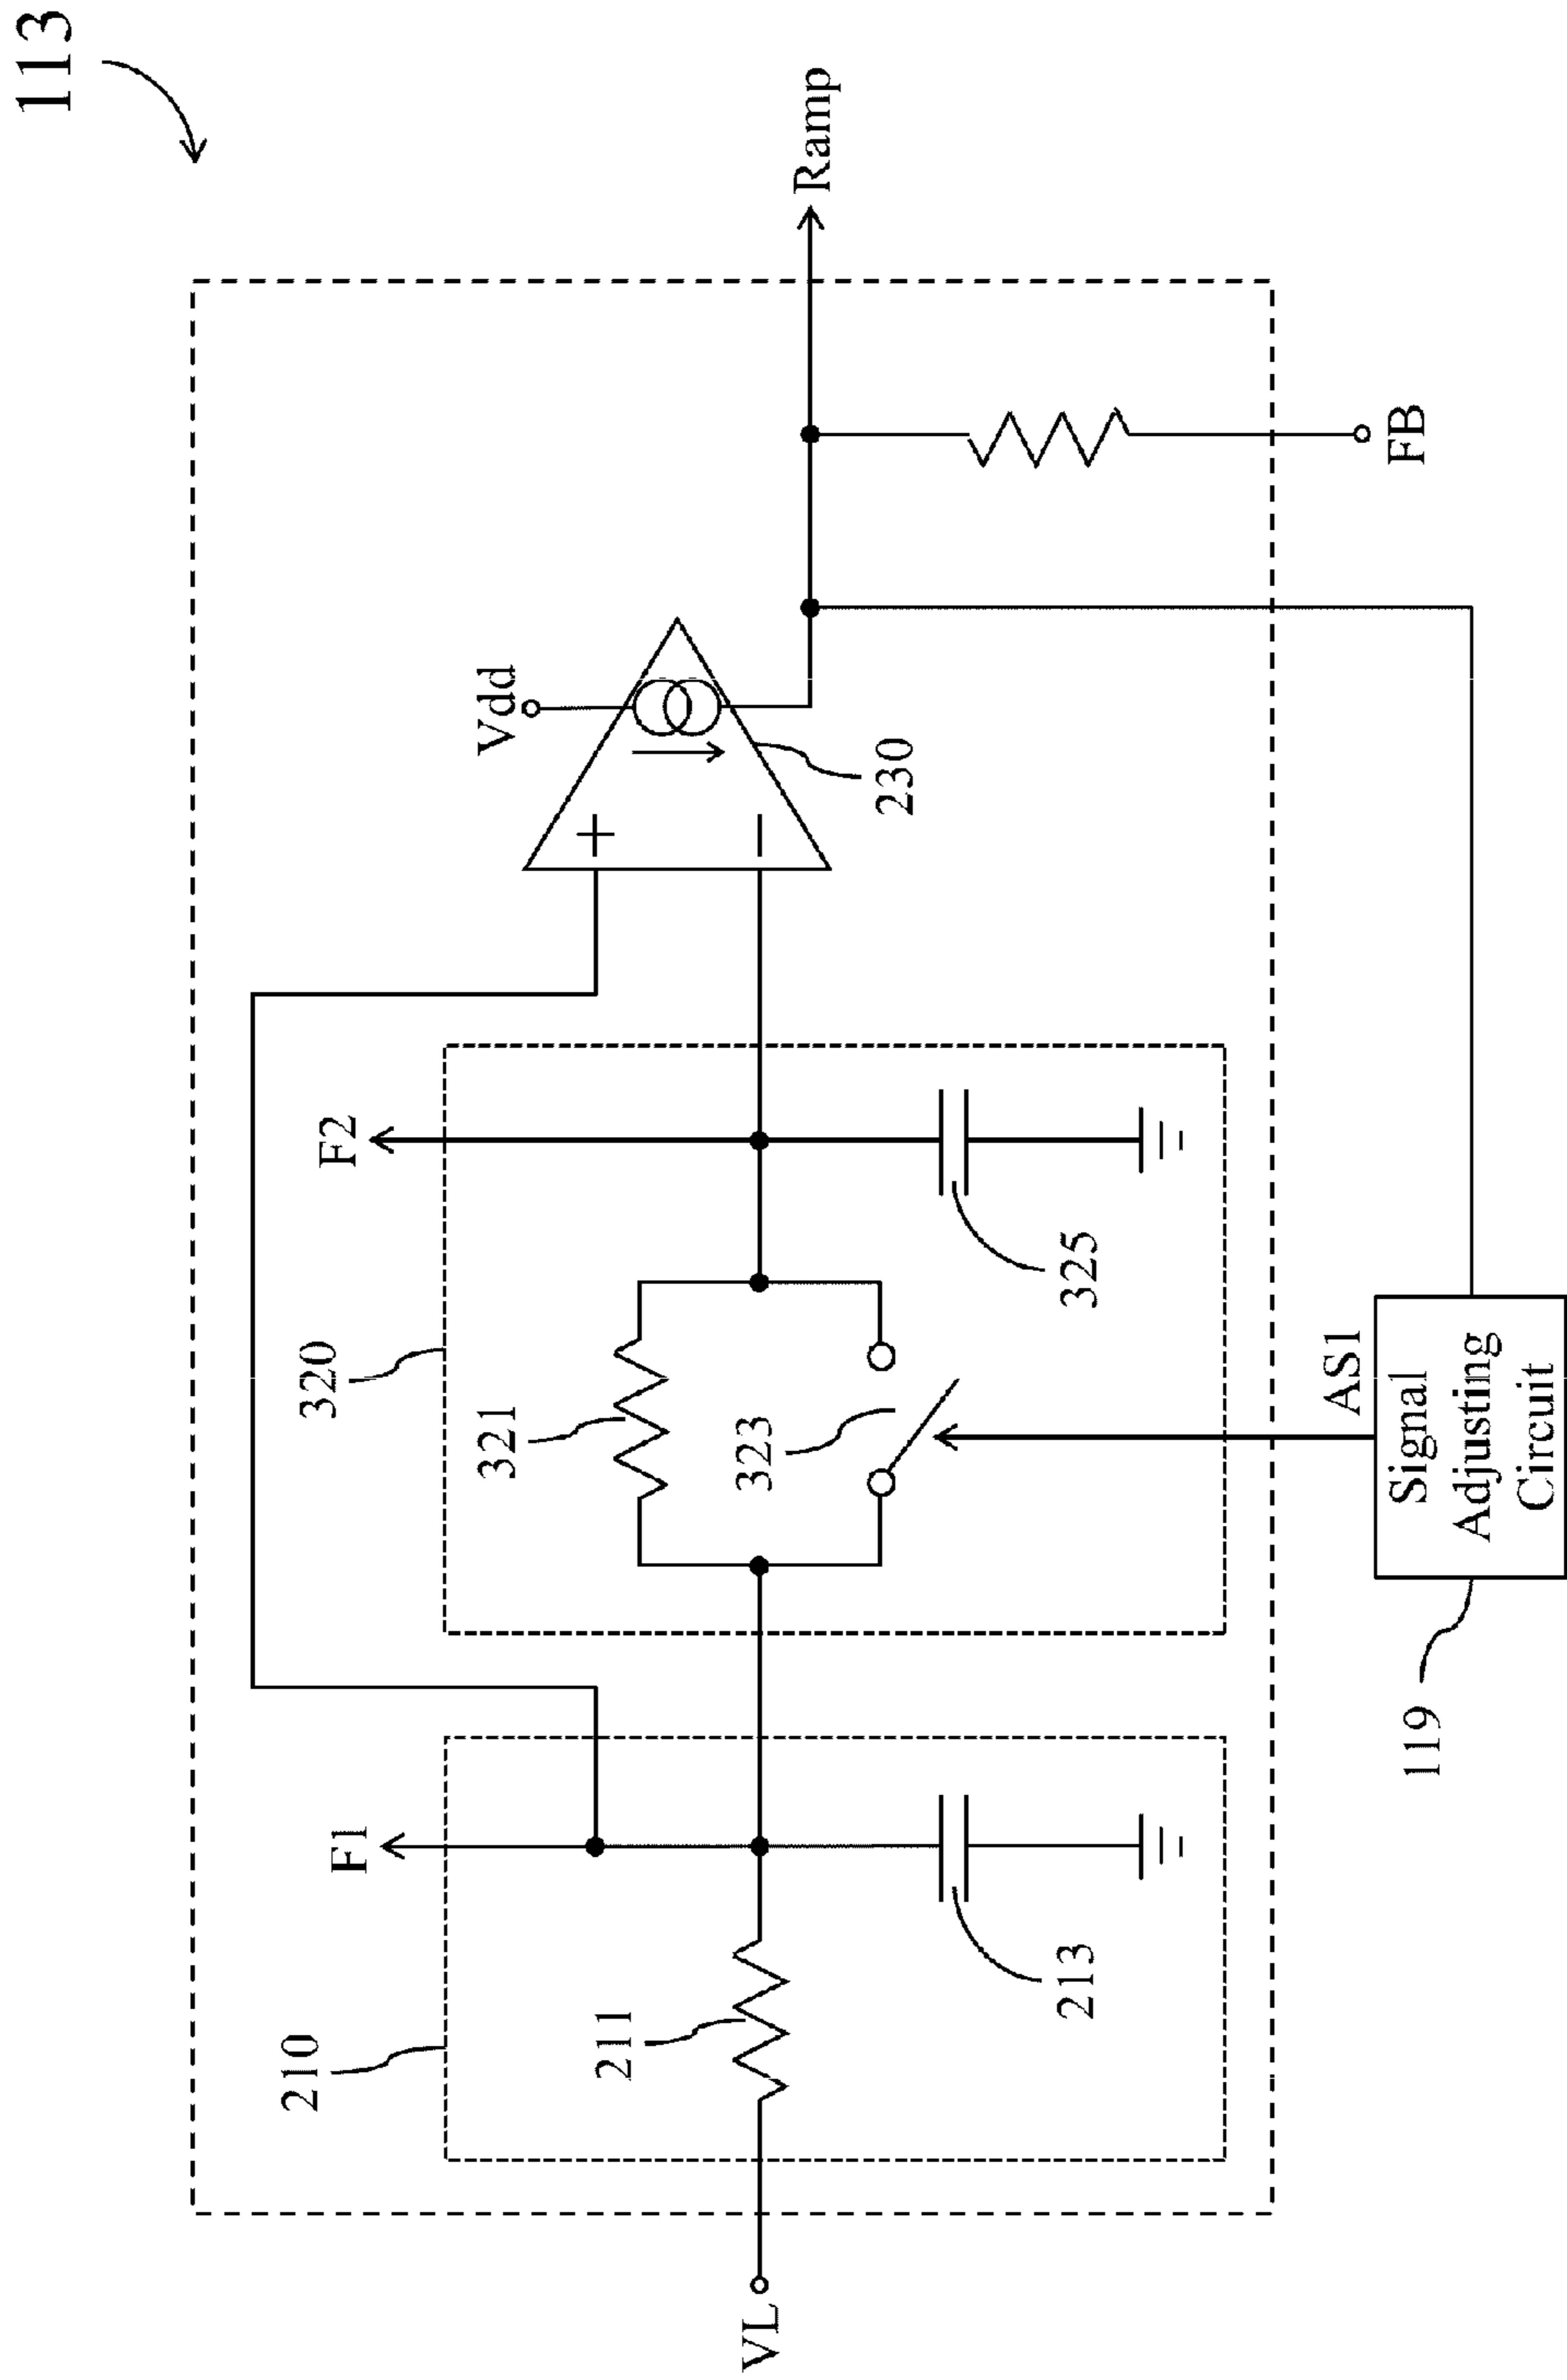 113
Vdd
Ramp
F1
F2
320
210
321
211
323
230
VL
213
325
FB
AS1
Signal
Adjusting
Circuit
119
+
−